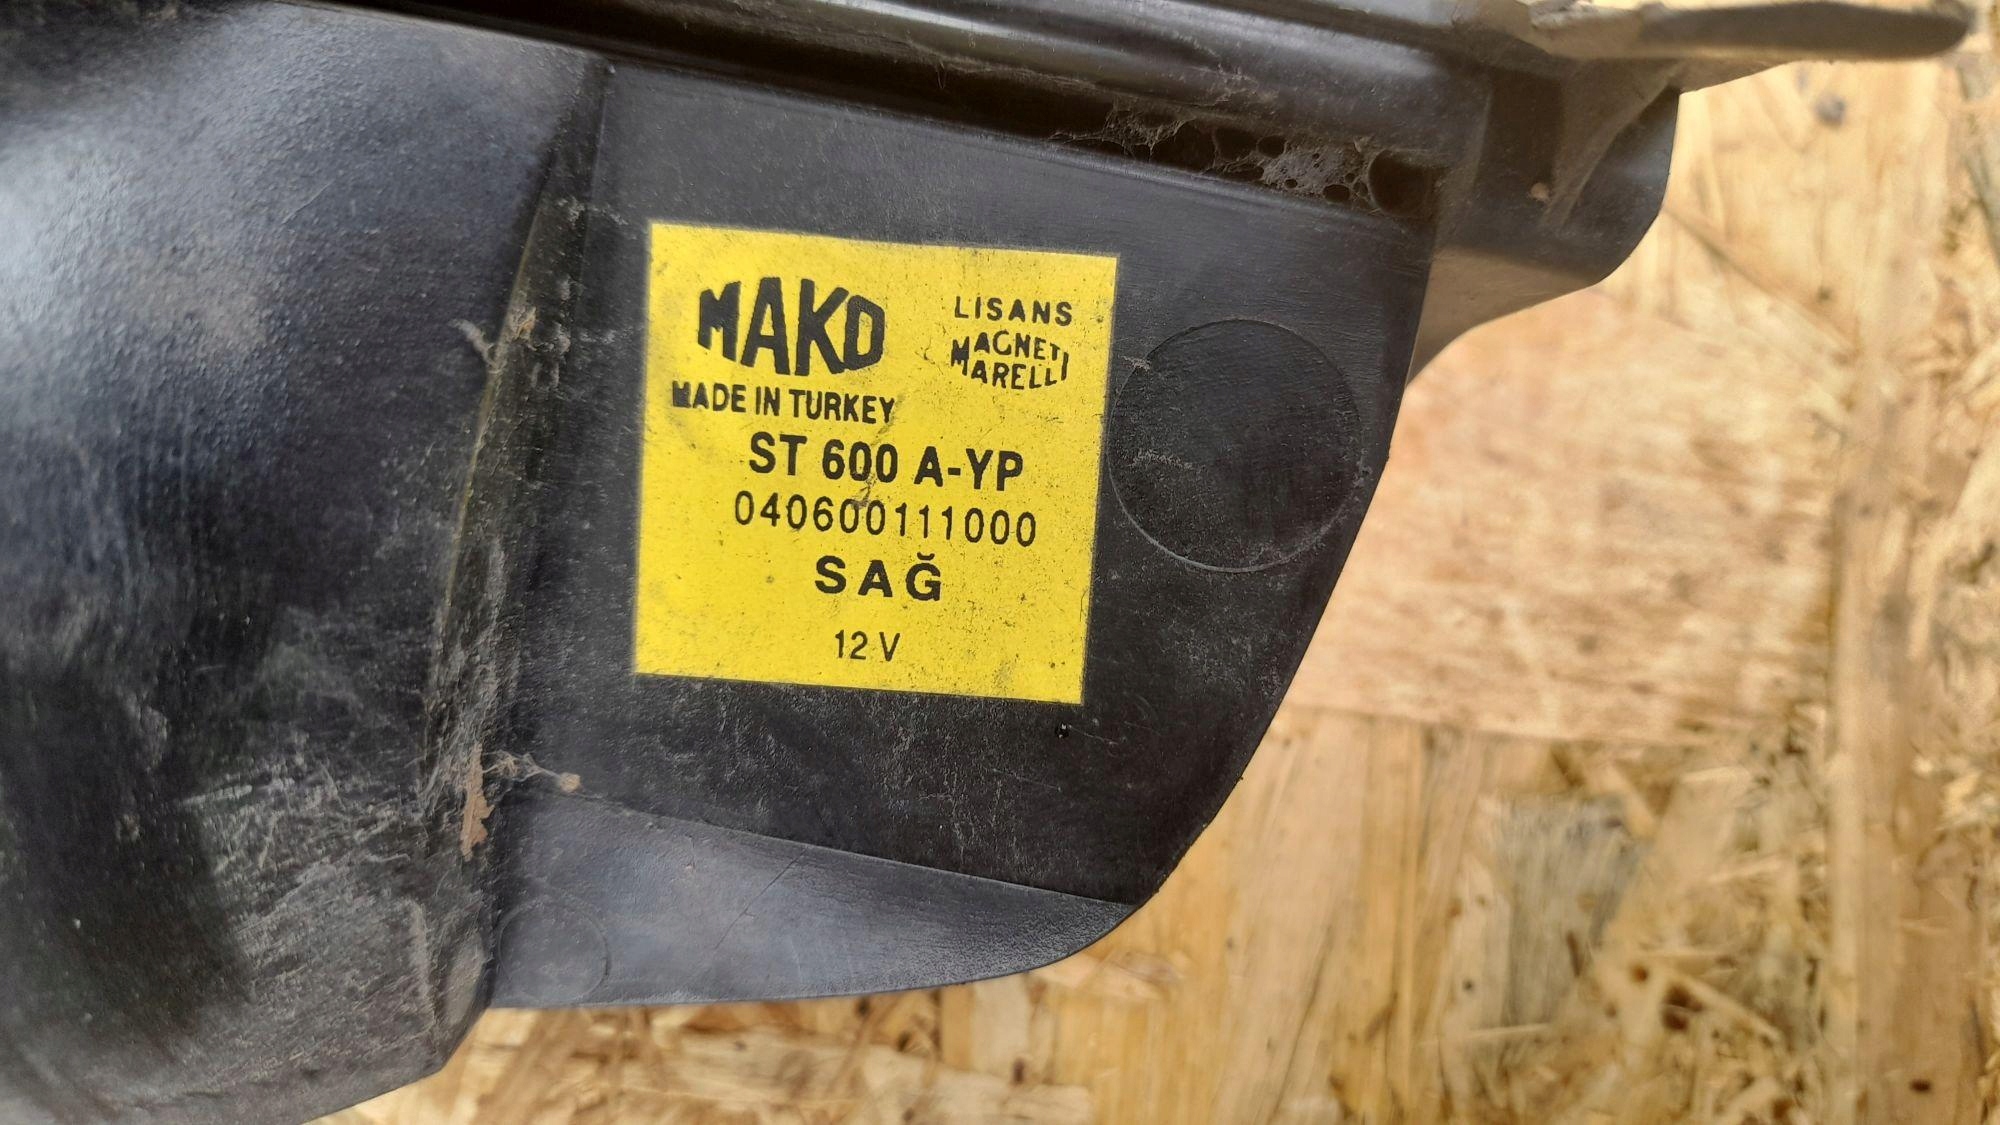 MAKO
LISANS
MAGNETI
MARELLI
MADE IN TURKEY
ST 600 A-YP
040600111000
SAĞ
12 V